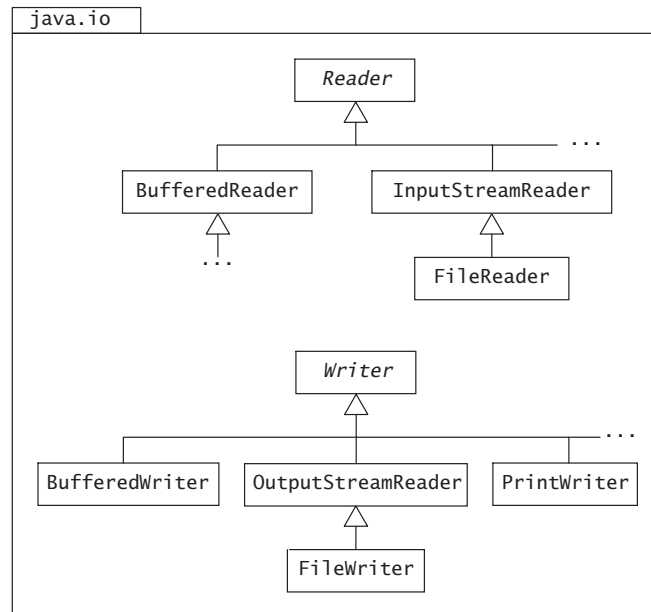 java.io
Reader
...
BufferedReader InputStreamReader
...
FileReader
Writer
...
BufferedWriter OutputStreamReader PrintWriter
FileWriter